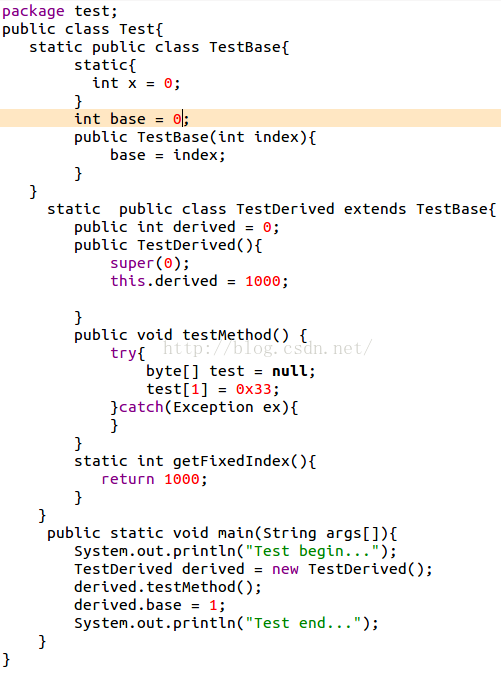 package test;
public class Test{
   static public class TestBase{
        static{
          int x = 0;
        }
        int base = 0;
        public TestBase(int index){
            base = index;
        }
   }
     static  public class TestDerived extends TestBase{
        public int derived = 0;
        public TestDerived(){
            super(0);
            this.derived = 1000;

        }
        public void testMethod() {
            try{
http://blog.csdn.net/
                byte[] test = null;
                test[1] = 0x33;
            }catch(Exception ex){
            }
        }
        static int getFixedIndex(){
           return 1000;
        }
    }
     public static void main(String args[]){
        System.out.println("Test begin...");
        TestDerived derived = new TestDerived();
        derived.testMethod();
        derived.base = 1;
        System.out.println("Test end...");
    }
}